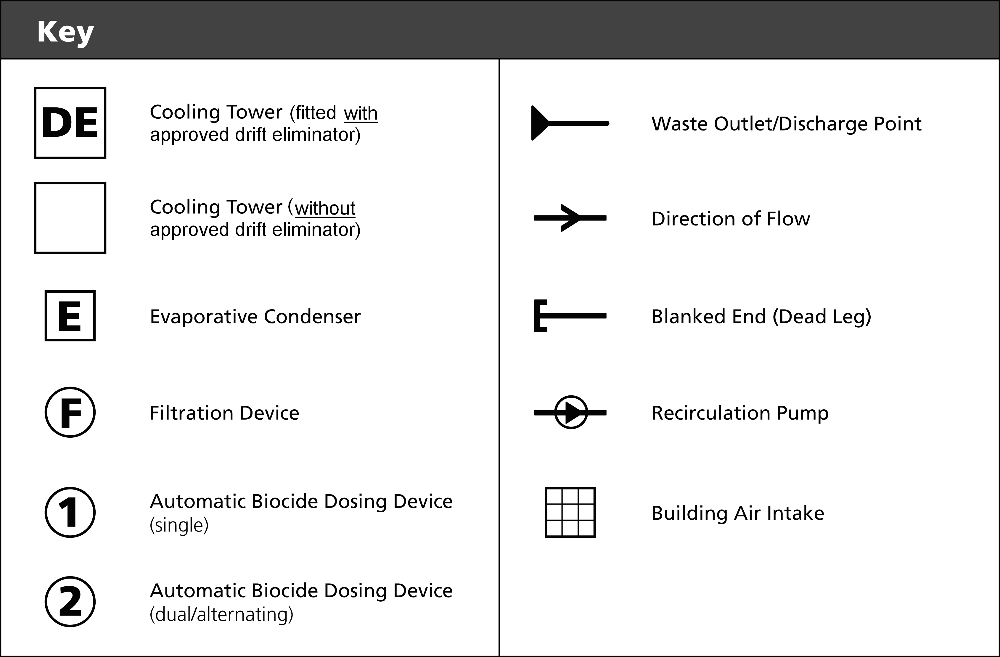 Key
DE
Cooling Tower (fitted with
approved drift eliminator)
Cooling Tower (without
approved drift eliminator)
E
Evaporative Condenser
F
Filtration Device
1
Automatic Biocide Dosing Device
(single)
2
Automatic Biocide Dosing Device
(dual/alternating)
Waste Outlet/Discharge Point
Direction of Flow
Blanked End (Dead Leg)
Recirculation Pump
Building Air Intake